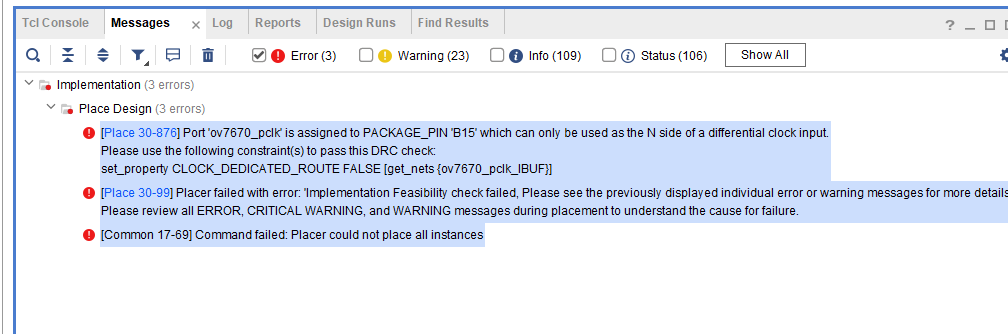 Tcl Console Messages × Log Reports Design Runs Find Results ?
Error (3) Warning (23) Info (109) Status (106) Show All
Implementation (3 errors)
Place Design (3 errors)
[Place 30-876] Port 'ov7670_pclk' is assigned to PACKAGE_PIN 'B15' which can only be used as the N side of a differential clock input.
Please use the following constraint(s) to pass this DRC check:
set_property CLOCK_DEDICATED_ROUTE FALSE [get_nets {ov7670_pclk_IBUF}]
[Place 30-99] Placer failed with error: 'Implementation Feasibility check failed, Please see the previously displayed individual error or warning messages for more details
Please review all ERROR, CRITICAL WARNING, and WARNING messages during placement to understand the cause for failure.
[Common 17-69] Command failed: Placer could not place all instances